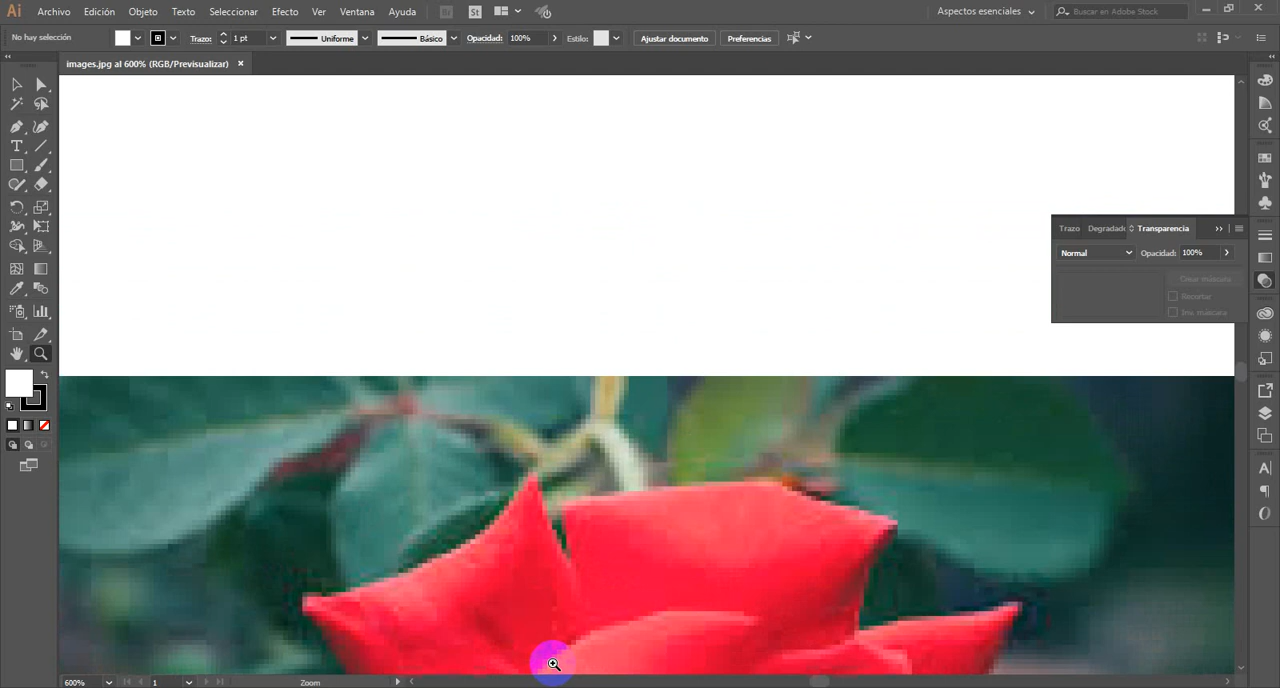 Ai Archivo Edición Objeto Texto Seleccionar Efecto Ver Ventana Ayuda Br St Aspectos esenciales Buscar en Adobe Stock
No hay selección Trazo: 1 pt Uniforme Básico Opacidad: 100% Estilo: Ajustar documento Preferencias
images.jpg al 600% (RGB/Previsualizar) ×
Trazo Degradado Transparencia
Normal Opacidad: 100%
Crear máscara
Recortar
Inv. máscara
600% 1 Zoom